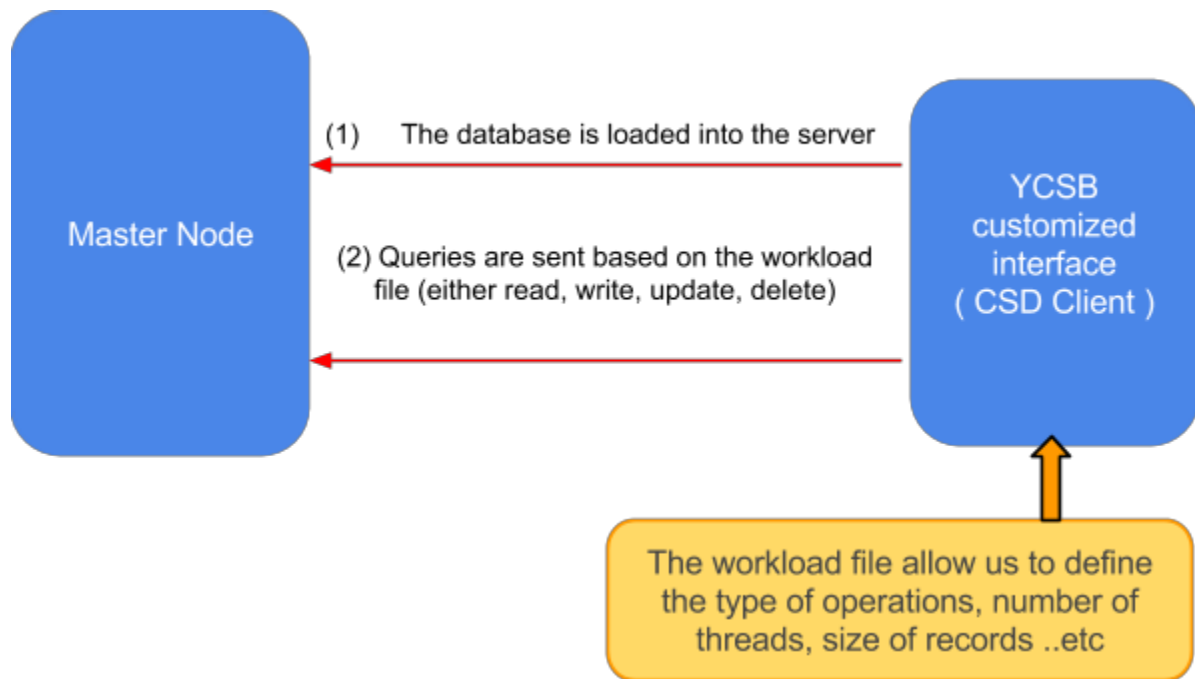 (1) The database is loaded into the server
Master Node
(2) Queries are sent based on the workload
file (either read, write, update, delete)
YCSB
customized
interface
( CSD Client )
The workload file allow us to define
the type of operations, number of
threads, size of records ..etc